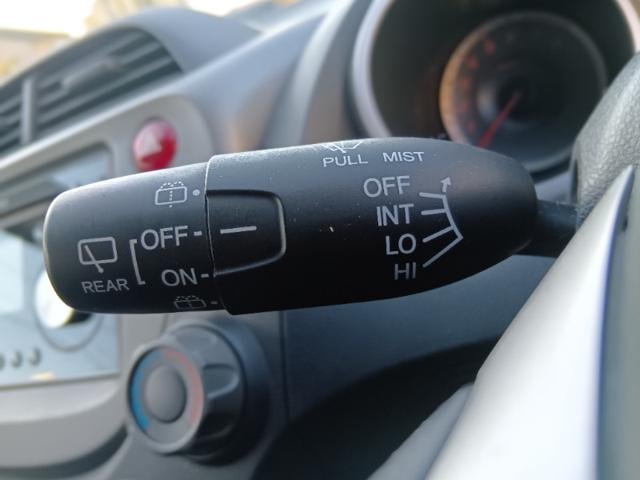 PULL MIST
OFF
INT
LO
HI
OFF
REAR
ON